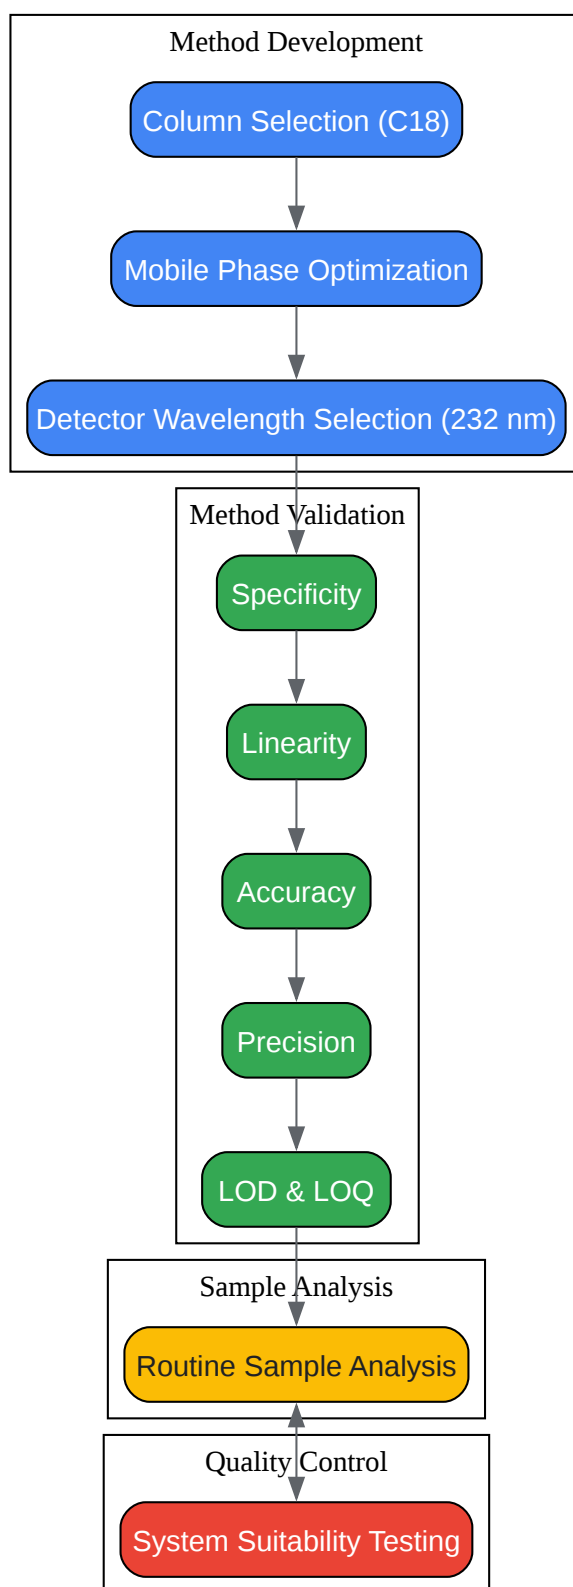 Method Development
Column Selection (C18)
Mobile Phase Optimization
Detector Wavelength Selection (232 nm)
Method Validation
Specificity
Linearity
Accuracy
Precision
LOD & LOQ
Sample Analysis
Routine Sample Analysis
Quality Control
System Suitability Testing